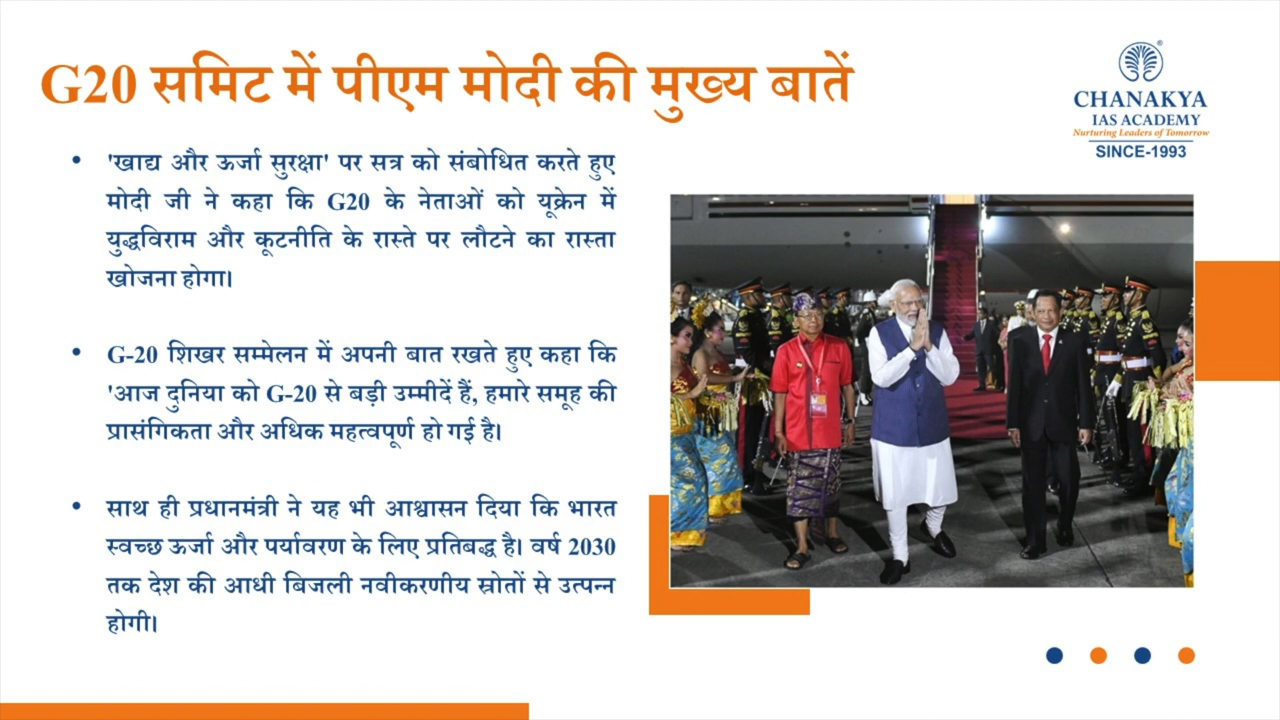 G20 समिट में पीएम मोदी की मुख्य बातें
®
CHANAKYA
IAS ACADEMY
Nurturing Leaders of Tomorrow
SINCE-1993
• 'खाद्य और ऊर्जा सुरक्षा' पर सत्र को संबोधित करते हुए
मोदी जी ने कहा कि G20 के नेताओं को यूक्रेन में
युद्धविराम और कूटनीति के रास्ते पर लौटने का रास्ता
खोजना होगा।
• G-20 शिखर सम्मेलन में अपनी बात रखते हुए कहा कि
'आज दुनिया को G-20 से बड़ी उम्मीदें हैं, हमारे समूह की
प्रासंगिकता और अधिक महत्वपूर्ण हो गई है।
• साथ ही प्रधानमंत्री ने यह भी आश्वासन दिया कि भारत
स्वच्छ ऊर्जा और पर्यावरण के लिए प्रतिबद्ध है। वर्ष 2030
तक देश की आधी बिजली नवीकरणीय स्रोतों से उत्पन्न
होगी।